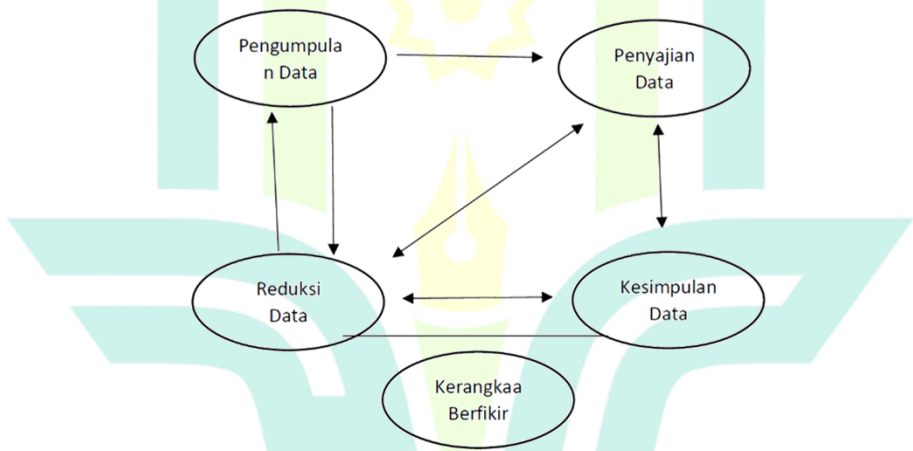 Pengumpula
n Data
Penyajian
Data
Reduksi
Data
Kesimpulan
Data
Kerangkaa
Berfikir